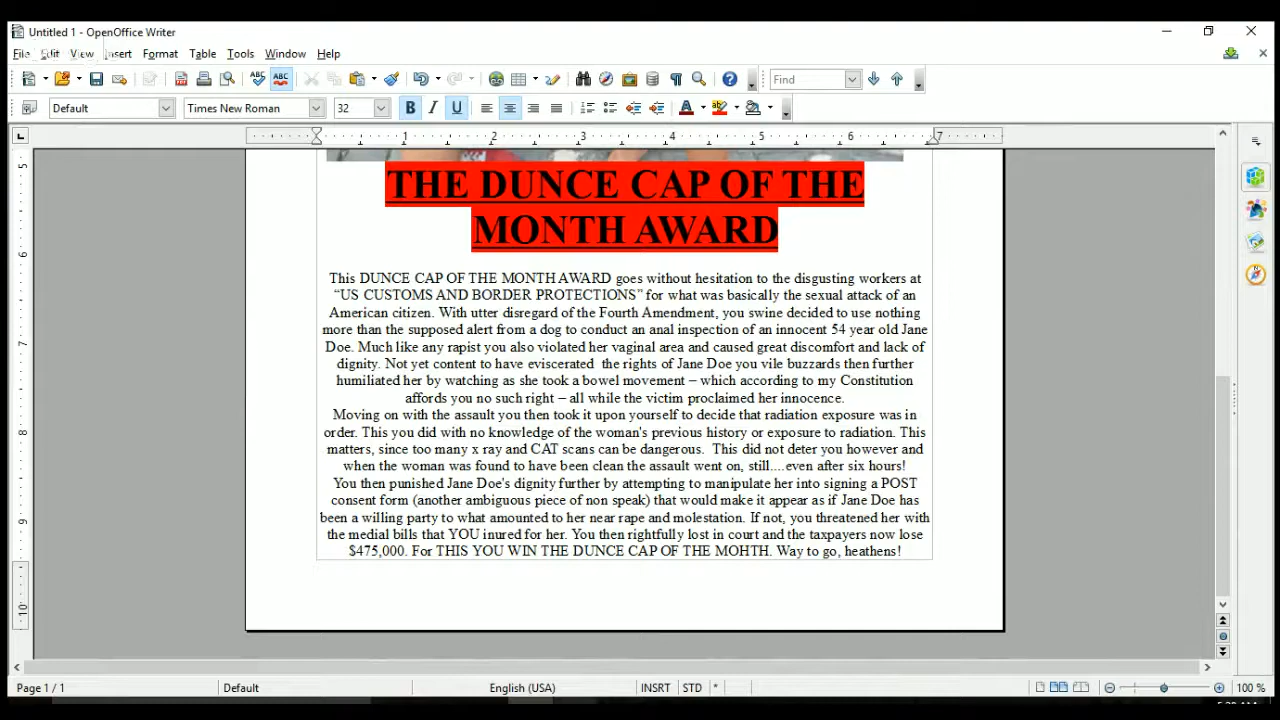 Untitled 1 - OpenOffice Writer
File Edit View Insert Format Table Tools Window Help
Find
Default Times New Roman 32
1 2 3 4 5 6 7
THE DUNCE CAP OF THE
MONTH AWARD
This DUNCE CAP OF THE MONTH AWARD goes without hesitation to the disgusting workers at
“US CUSTOMS AND BORDER PROTECTIONS” for what was basically the sexual attack of an
American citizen. With utter disregard of the Fourth Amendment, you swine decided to use nothing
more than the supposed alert from a dog to conduct an anal inspection of an innocent 54 year old Jane
Doe. Much like any rapist you also violated her vaginal area and caused great discomfort and lack of
dignity. Not yet content to have eviscerated the rights of Jane Doe you vile buzzards then further
humiliated her by watching as she took a bowel movement – which according to my Constitution
affords you no such right – all while the victim proclaimed her innocence.
Moving on with the assault you then took it upon yourself to decide that radiation exposure was in
order. This you did with no knowledge of the woman's previous history or exposure to radiation. This
matters, since too many x ray and CAT scans can be dangerous. This did not deter you however and
when the woman was found to have been clean the assault went on, still....even after six hours!
You then punished Jane Doe's dignity further by attempting to manipulate her into signing a POST
consent form (another ambiguous piece of non speak) that would make it appear as if Jane Doe has
been a willing party to what amounted to her near rape and molestation. If not, you threatened her with
the medial bills that YOU inured for her. You then rightfully lost in court and the taxpayers now lose
$475,000. For THIS YOU WIN THE DUNCE CAP OF THE MOHTH. Way to go, heathens!
5
6
7
8
9
10
Page 1 / 1 Default English (USA) INSRT STD * 100 %